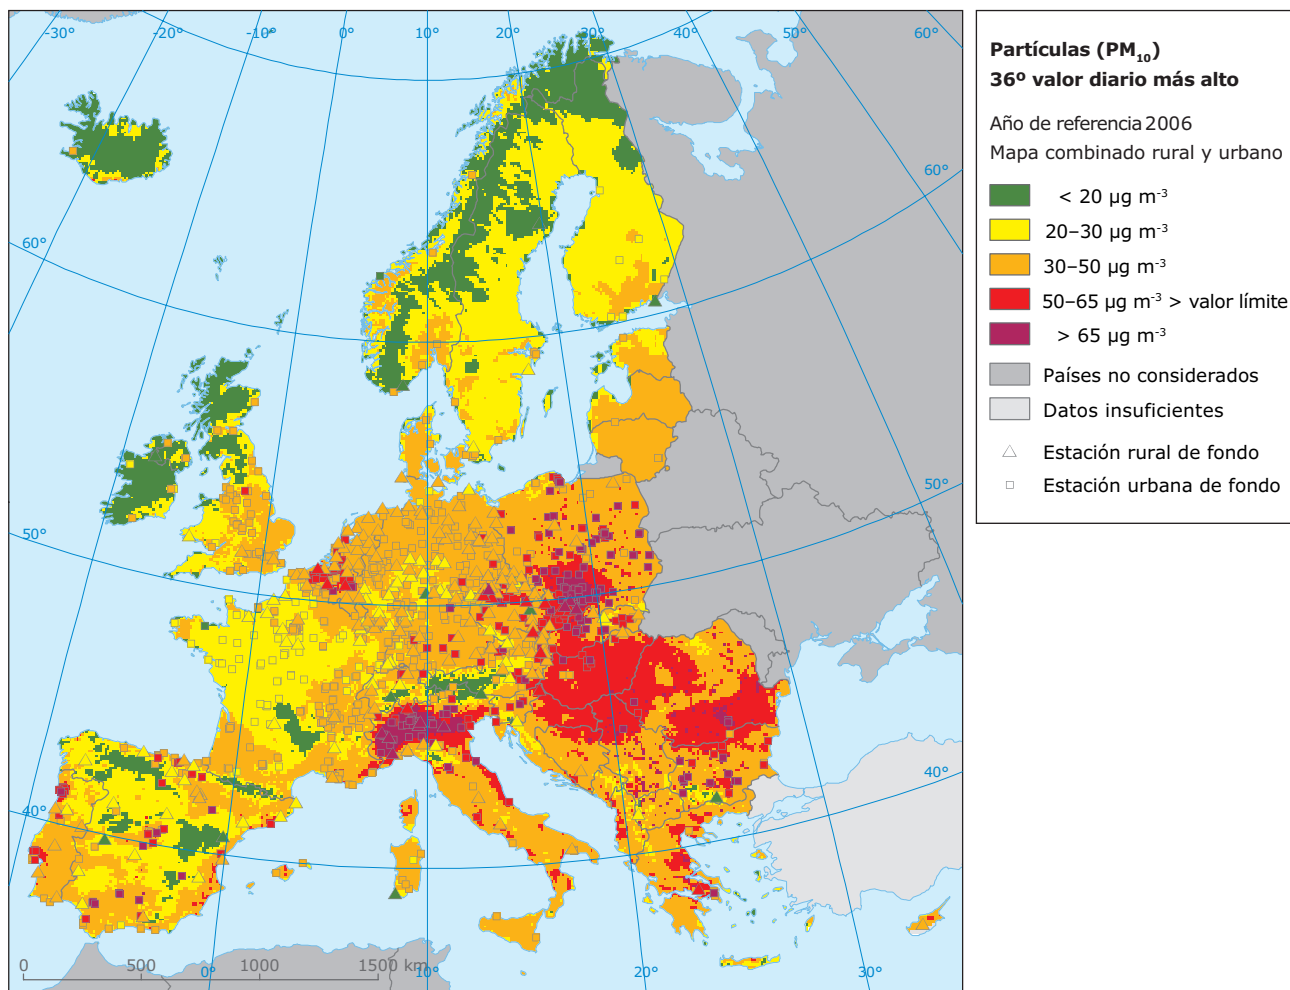 -30°
-20°
-10°
0°
10°
20°
30°
40°
50°
60°
60°
60°
50°
50°
40°
40°
0
500
1000
1500 km
0°
10°
20°
30°
Partículas (PM10)
36º valor diario más alto
Año de referencia 2006
Mapa combinado rural y urbano
< 20 µg m-3
20–30 µg m-3
30–50 µg m-3
50–65 µg m-3 > valor límite
> 65 µg m-3
Países no considerados
Datos insuficientes
Estación rural de fondo
Estación urbana de fondo